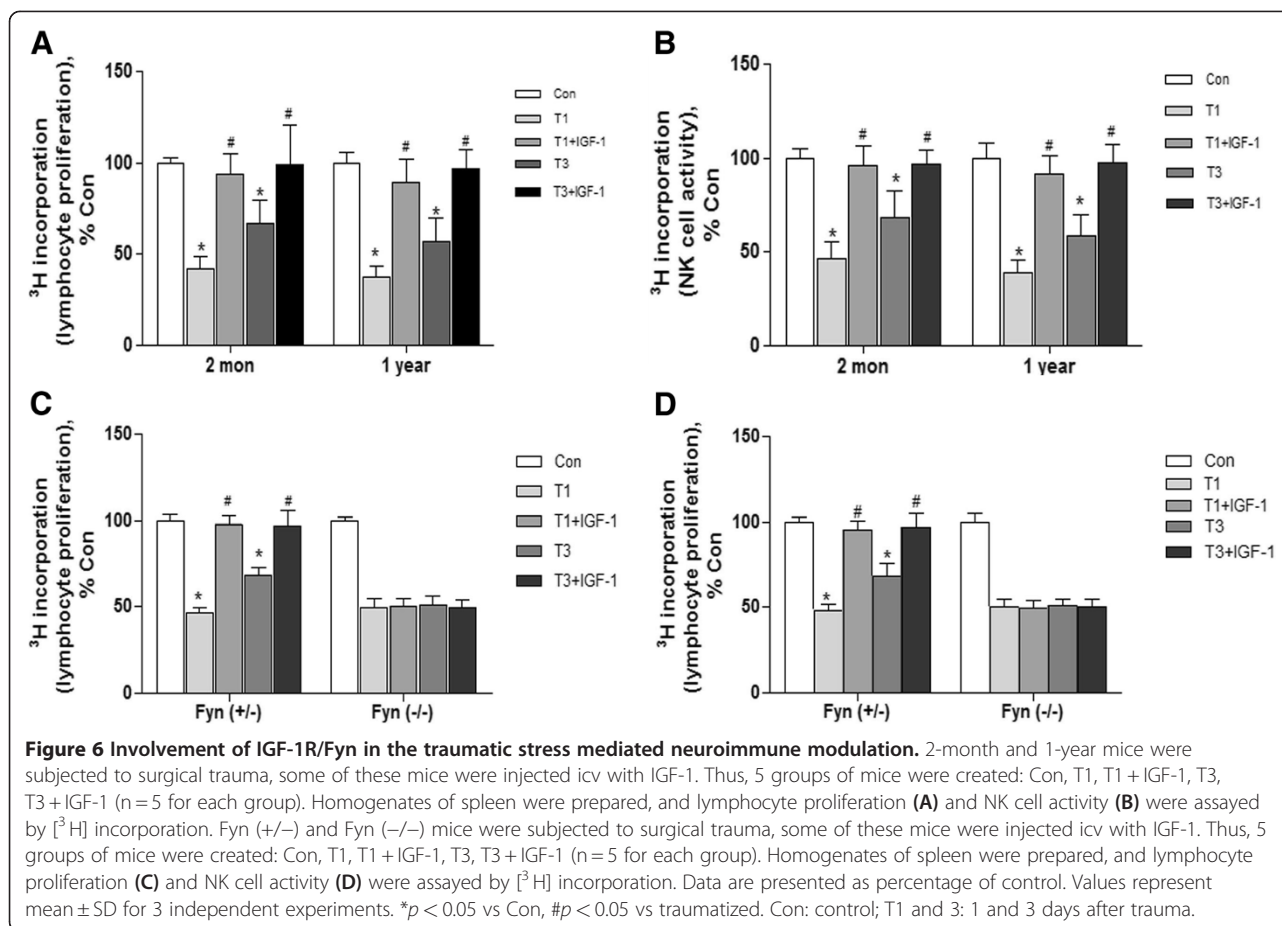 A
150
100
50
0
³H incorporation
(lymphocyte proliferation),
% Con
* # * #
* # * #
2 mon 1 year
Con
T1
T1+IGF-1
T3
T3+IGF-1
B
150
100
50
0
³H incorporation
(NK cell activity),
% Con
* # * #
* # * #
2 mon 1 year
Con
T1
T1+IGF-1
T3
T3+IGF-1
C
150
100
50
0
³H incorporation
(lymphocyte proliferation),
% Con
* # * #
Fyn (+/-) Fyn (-/-)
Con
T1
T1+IGF-1
T3
T3+IGF-1
D
150
100
50
0
³H incorporation
(lymphocyte proliferation),
% Con
* # * #
Fyn (+/-) Fyn (-/-)
Con
T1
T1+IGF-1
T3
T3+IGF-1
Figure 6 Involvement of IGF-1R/Fyn in the traumatic stress mediated neuroimmune modulation. 2-month and 1-year mice were
subjected to surgical trauma, some of these mice were injected icv with IGF-1. Thus, 5 groups of mice were created: Con, T1, T1 + IGF-1, T3,
T3 + IGF-1 (n = 5 for each group). Homogenates of spleen were prepared, and lymphocyte proliferation (A) and NK cell activity (B) were assayed
by [³H] incorporation. Fyn (+/−) and Fyn (−/−) mice were subjected to surgical trauma, some of these mice were injected icv with IGF-1. Thus, 5
groups of mice were created: Con, T1, T1 + IGF-1, T3, T3 + IGF-1 (n = 5 for each group). Homogenates of spleen were prepared, and lymphocyte
proliferation (C) and NK cell activity (D) were assayed by [³H] incorporation. Data are presented as percentage of control. Values represent
mean ± SD for 3 independent experiments. *p < 0.05 vs Con, #p < 0.05 vs traumatized. Con: control; T1 and 3: 1 and 3 days after trauma.